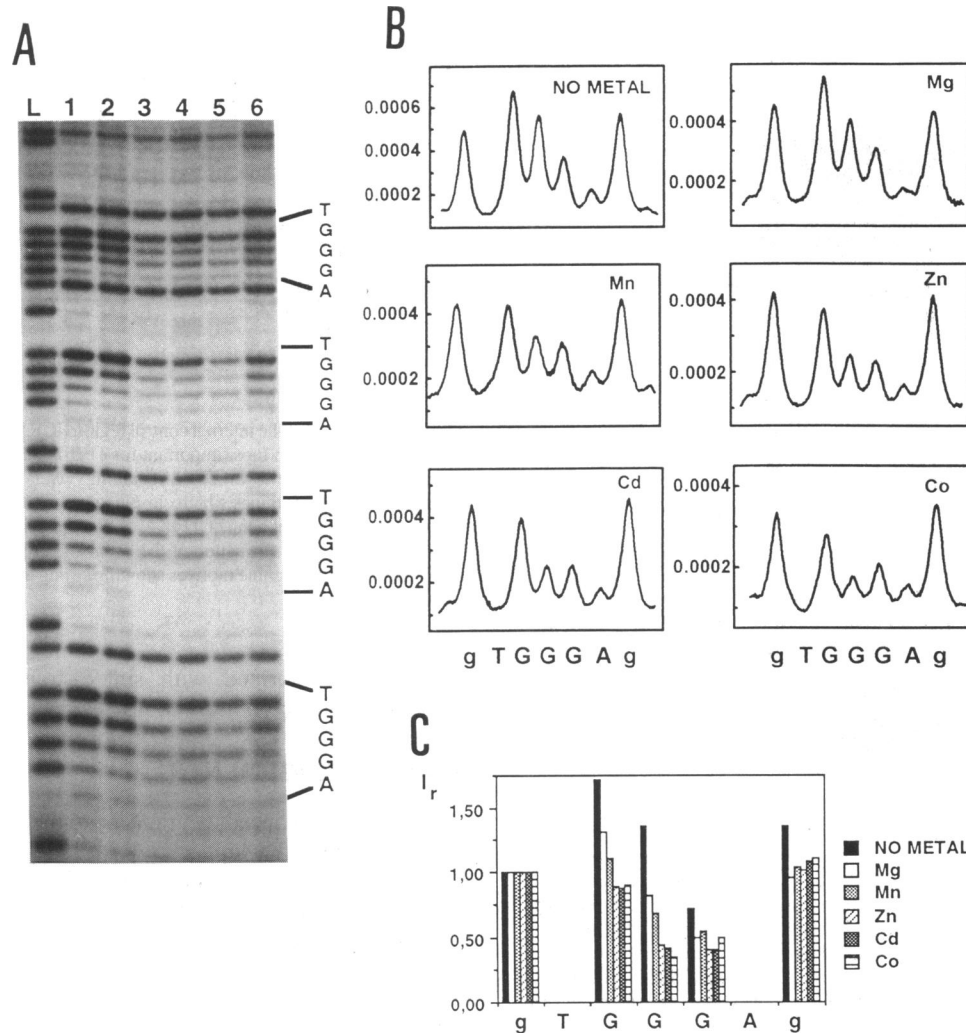 A
L 1 2 3 4 5 6
T
G
G
G
A
T
G
G
G
A
T
G
G
G
A
T
G
G
G
A
B
NO METAL
0.0006
0.0004
0.0002
Mg
0.0004
0.0002
Mn
0.0004
0.0002
Zn
0.0004
0.0002
Cd
0.0004
0.0002
Co
0.0004
0.0002
g T G G G A g
g T G G G A g
C
Ir
1,50
1,00
0,50
0,00
g T G G G A g
NO METAL
Mg
Mn
Zn
Cd
Co